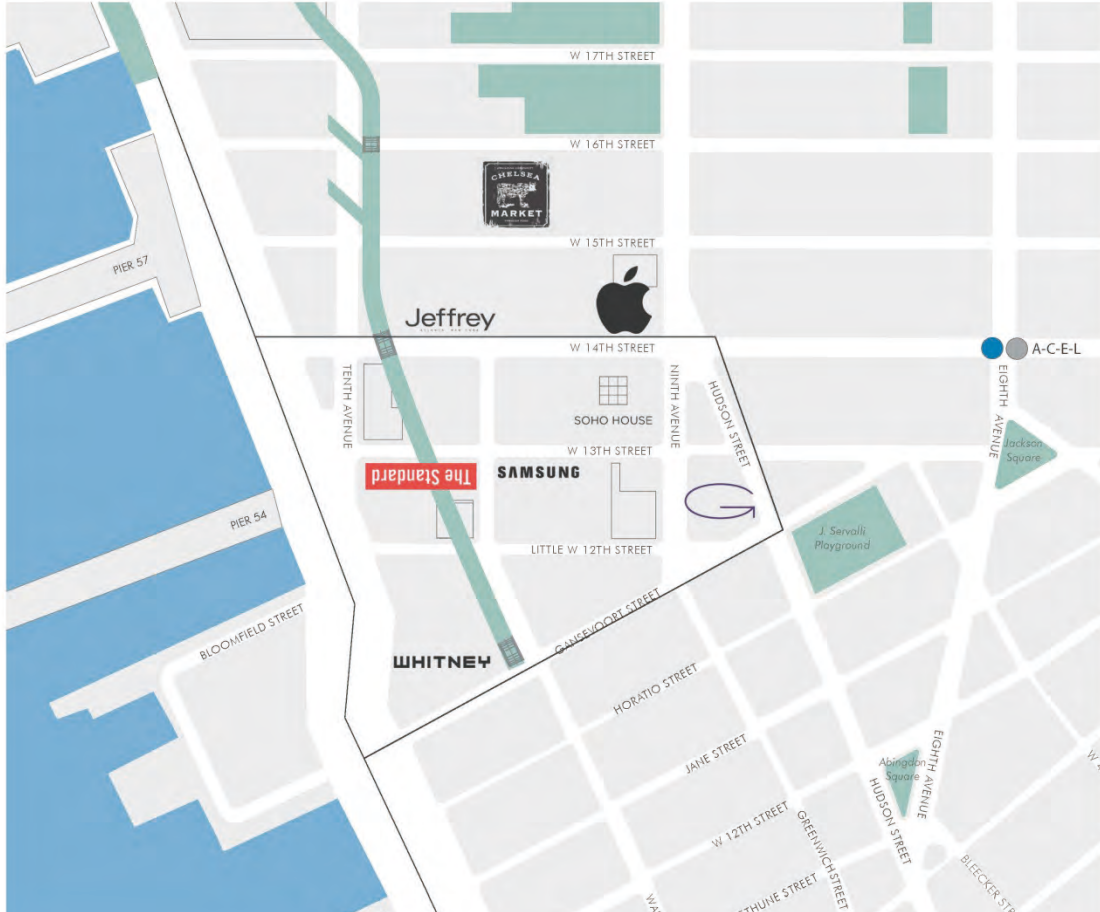 W 17TH STREET
W 16TH STREET
CHELSEA
MARKET
W 15TH STREET
PIER 57
Jeffrey
W 14TH STREET
A-C-E-L
TENTH AVENUE
NINTH AVENUE
HUDSON STREET
EIGHTH AVENUE
SOHO HOUSE
W 13TH STREET
Jackson
Square
The Standard
SAMSUNG
PIER 54
J. Servalli
Playground
LITTLE W 12TH STREET
BLOOMFIELD STREET
GANSEVOORT STREET
WHITNEY
HORATIO STREET
JANE STREET
EIGHTH AVENUE
Abingdon
Square
W 12TH STREET
GREENWICH STREET
HUDSON STREET
BLEECKER